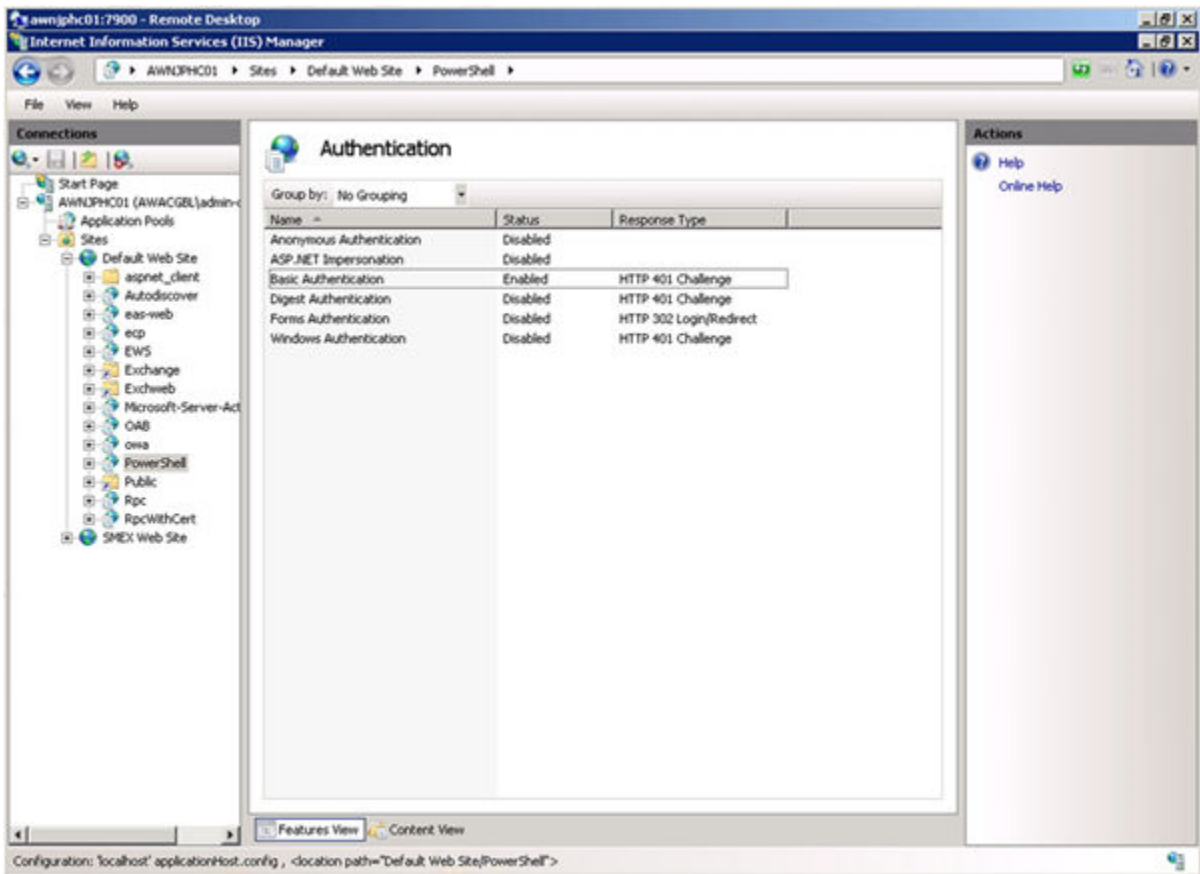 awnjphc01:7900 - Remote Desktop
Internet Information Services (IIS) Manager
AWNJPHC01 Sites Default Web Site PowerShell
File View Help
Connections
Start Page
AWNJPHC01 (AWACGBL\admin-
Application Pools
Sites
Default Web Site
aspnet_client
Autodiscover
eas-web
ecp
EWS
Exchange
Exchweb
Microsoft-Server-Act
OAB
owa
PowerShell
Public
Rpc
RpcWithCert
SMEX Web Site
Authentication
Group by: No Grouping
Name Status Response Type
Anonymous Authentication Disabled
ASP.NET Impersonation Disabled
Basic Authentication Enabled HTTP 401 Challenge
Digest Authentication Disabled HTTP 401 Challenge
Forms Authentication Disabled HTTP 302 Login/Redirect
Windows Authentication Disabled HTTP 401 Challenge
Features View Content View
Actions
Help
Online Help
Configuration: 'localhost' applicationHost.config , <location path="Default Web Site/PowerShell">